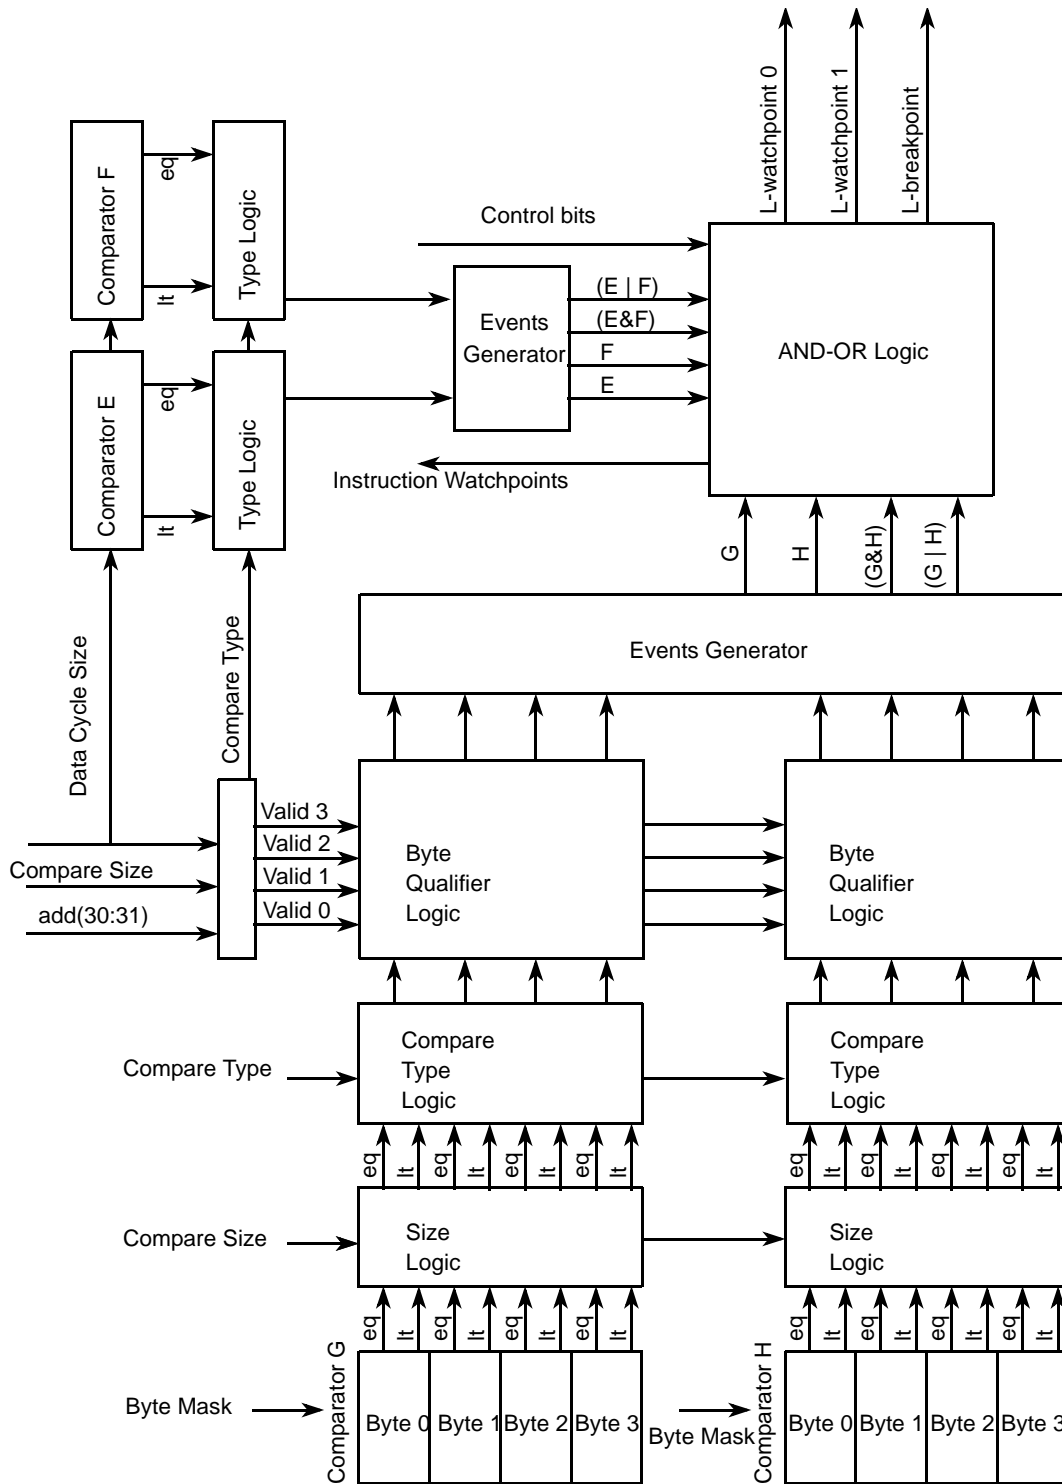 L-watchpoint 0
L-watchpoint 1
L-breakpoint
Comparator F
eq
lt
Type Logic
Control bits
Events
Generator
(E | F)
(E&F)
F
E
AND-OR Logic
Comparator E
eq
lt
Type Logic
Instruction Watchpoints
G
H
(G&H)
(G | H)
Events Generator
Data Cycle Size
Compare Type
Compare Size
add(30:31)
Valid 3
Valid 2
Valid 1
Valid 0
Byte
Qualifier
Logic
Byte
Qualifier
Logic
Compare Type
Compare
Type
Logic
Compare
Type
Logic
eq lt eq lt eq lt eq lt
eq lt eq lt eq lt eq lt
Compare Size
Size
Logic
Size
Logic
eq lt eq lt eq lt eq lt
eq lt eq lt eq lt eq lt
Byte Mask
Comparator G
Byte 0 Byte 1 Byte 2 Byte 3
Byte Mask
Comparator H
Byte 0 Byte 1 Byte 2 Byte 3